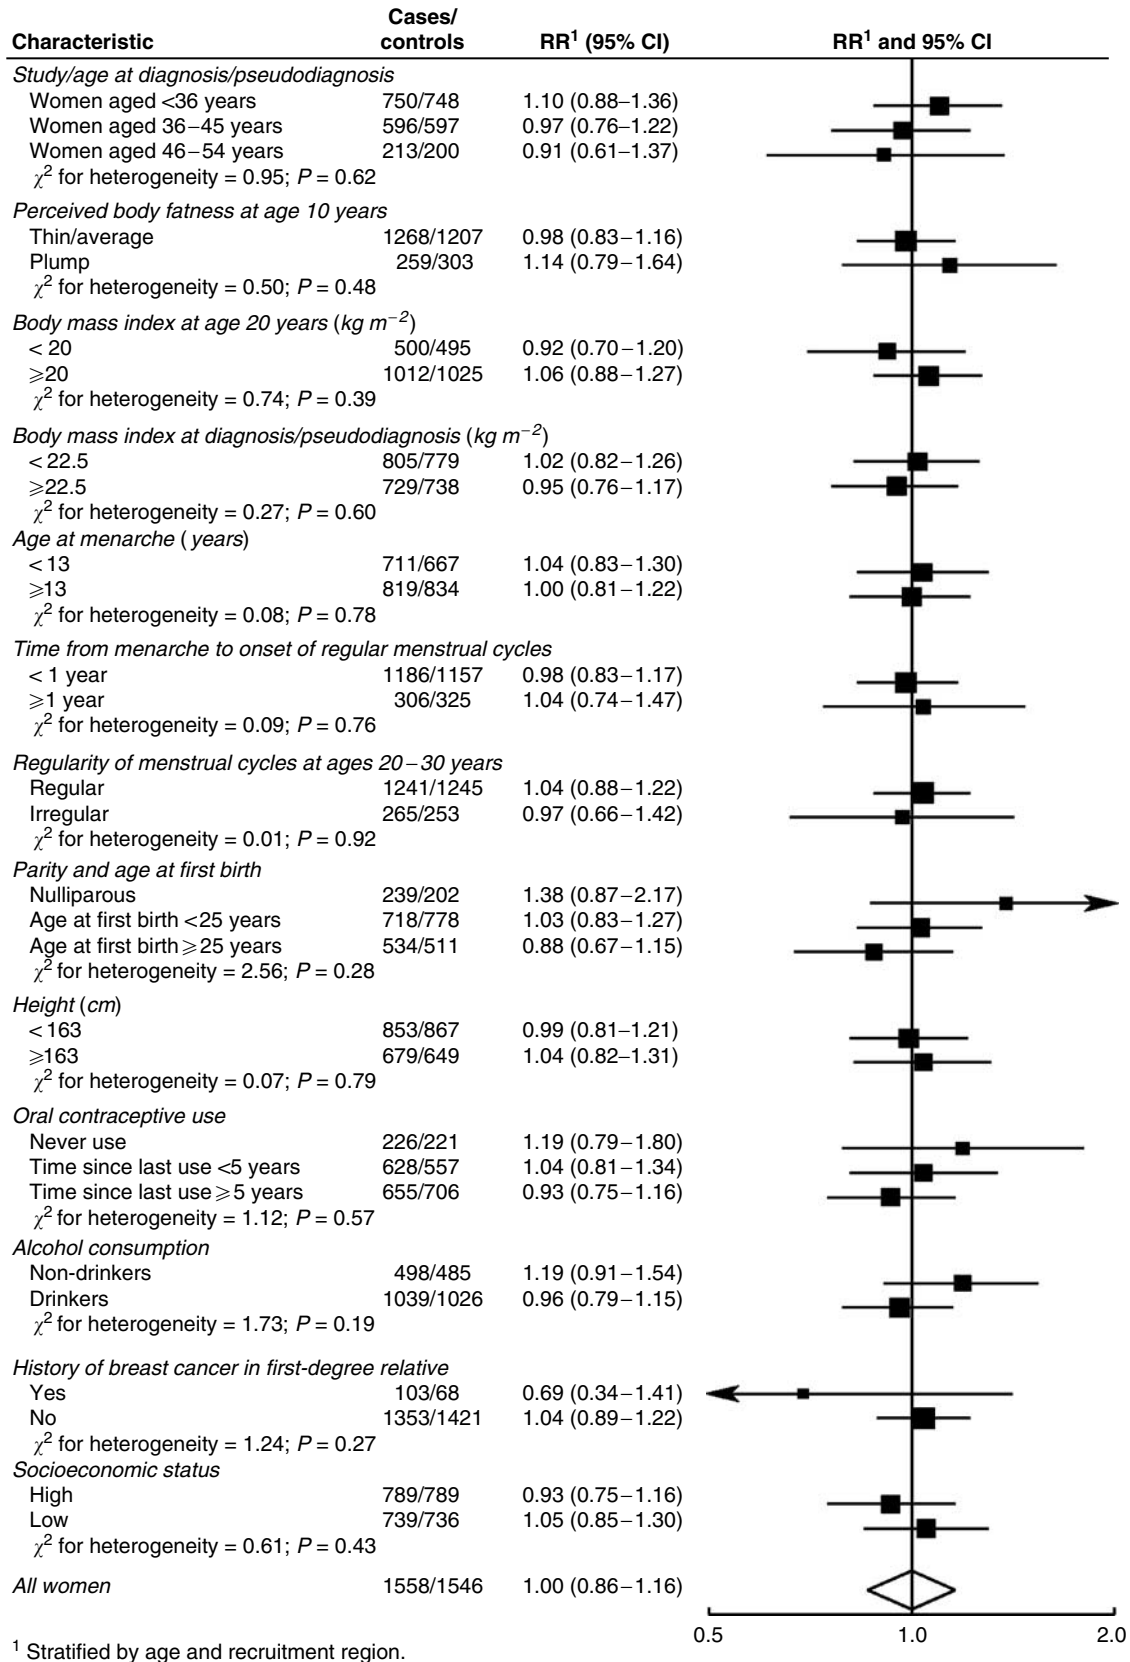 Characteristic Cases/controls RR¹ (95% CI) RR¹ and 95% CI
Study/age at diagnosis/pseudodiagnosis
Women aged <36 years 750/748 1.10 (0.88–1.36)
Women aged 36–45 years 596/597 0.97 (0.76–1.22)
Women aged 46–54 years 213/200 0.91 (0.61–1.37)
χ² for heterogeneity = 0.95; P = 0.62
Perceived body fatness at age 10 years
Thin/average 1268/1207 0.98 (0.83–1.16)
Plump 259/303 1.14 (0.79–1.64)
χ² for heterogeneity = 0.50; P = 0.48
Body mass index at age 20 years (kg m⁻²)
<20 500/495 0.92 (0.70–1.20)
⩾20 1012/1025 1.06 (0.88–1.27)
χ² for heterogeneity = 0.74; P = 0.39
Body mass index at diagnosis/pseudodiagnosis (kg m⁻²)
<22.5 805/779 1.02 (0.82–1.26)
⩾22.5 729/738 0.95 (0.76–1.17)
χ² for heterogeneity = 0.27; P = 0.60
Age at menarche (years)
<13 711/667 1.04 (0.83–1.30)
⩾13 819/834 1.00 (0.81–1.22)
χ² for heterogeneity = 0.08; P = 0.78
Time from menarche to onset of regular menstrual cycles
<1 year 1186/1157 0.98 (0.83–1.17)
⩾1 year 306/325 1.04 (0.74–1.47)
χ² for heterogeneity = 0.09; P = 0.76
Regularity of menstrual cycles at ages 20–30 years
Regular 1241/1245 1.04 (0.88–1.22)
Irregular 265/253 0.97 (0.66–1.42)
χ² for heterogeneity = 0.01; P = 0.92
Parity and age at first birth
Nulliparous 239/202 1.38 (0.87–2.17)
Age at first birth <25 years 718/778 1.03 (0.83–1.27)
Age at first birth ⩾25 years 534/511 0.88 (0.67–1.15)
χ² for heterogeneity = 2.56; P = 0.28
Height (cm)
<163 853/867 0.99 (0.81–1.21)
⩾163 679/649 1.04 (0.82–1.31)
χ² for heterogeneity = 0.07; P = 0.79
Oral contraceptive use
Never use 226/221 1.19 (0.79–1.80)
Time since last use <5 years 628/557 1.04 (0.81–1.34)
Time since last use ⩾5 years 655/706 0.93 (0.75–1.16)
χ² for heterogeneity = 1.12; P = 0.57
Alcohol consumption
Non-drinkers 498/485 1.19 (0.91–1.54)
Drinkers 1039/1026 0.96 (0.79–1.15)
χ² for heterogeneity = 1.73; P = 0.19
History of breast cancer in first-degree relative
Yes 103/68 0.69 (0.34–1.41)
No 1353/1421 1.04 (0.89–1.22)
χ² for heterogeneity = 1.24; P = 0.27
Socioeconomic status
High 789/789 0.93 (0.75–1.16)
Low 739/736 1.05 (0.85–1.30)
χ² for heterogeneity = 0.61; P = 0.43
All women 1558/1546 1.00 (0.86–1.16)
0.5 1.0 2.0
¹ Stratified by age and recruitment region.